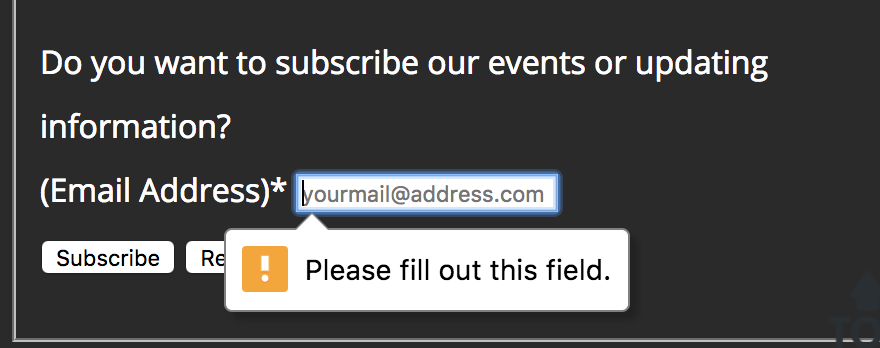 Do you want to subscribe our events or updating
information?
(Email Address)* yourmail@address.com
Subscribe
Please fill out this field.